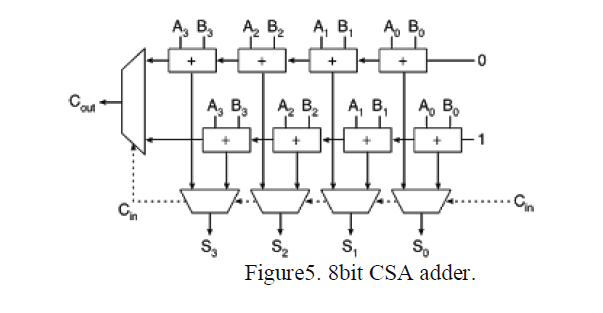 A3 B3 A2 B2 A1 B1 A0 B0
+ + + + 0
Cout
A3 B3 A2 B2 A1 B1 A0 B0
+ + + + 1
Cin Cin
S3 S2 S1 S0
Figure5. 8bit CSA adder.